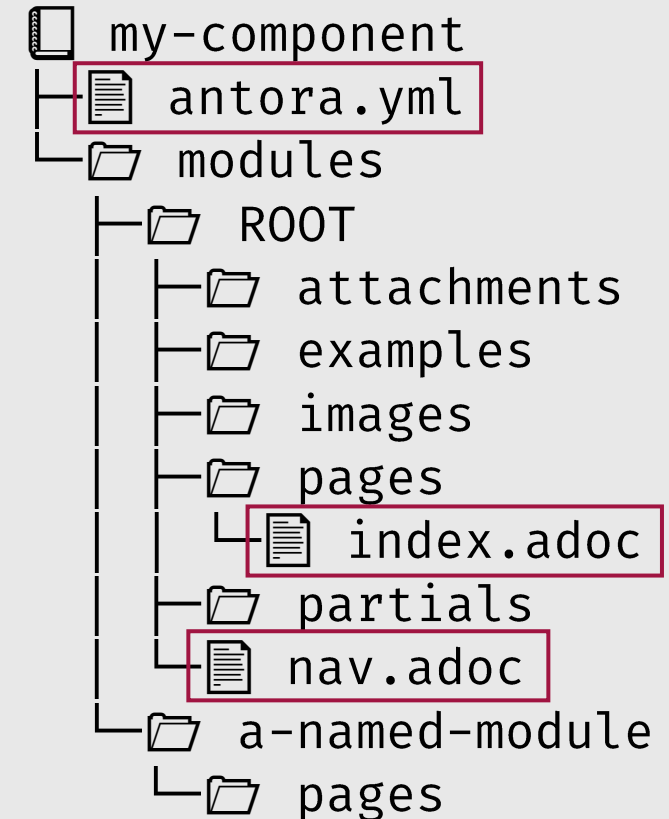 my-component
antora.yml
modules
ROOT
attachments
examples
images
pages
index.adoc
partials
nav.adoc
a-named-module
pages